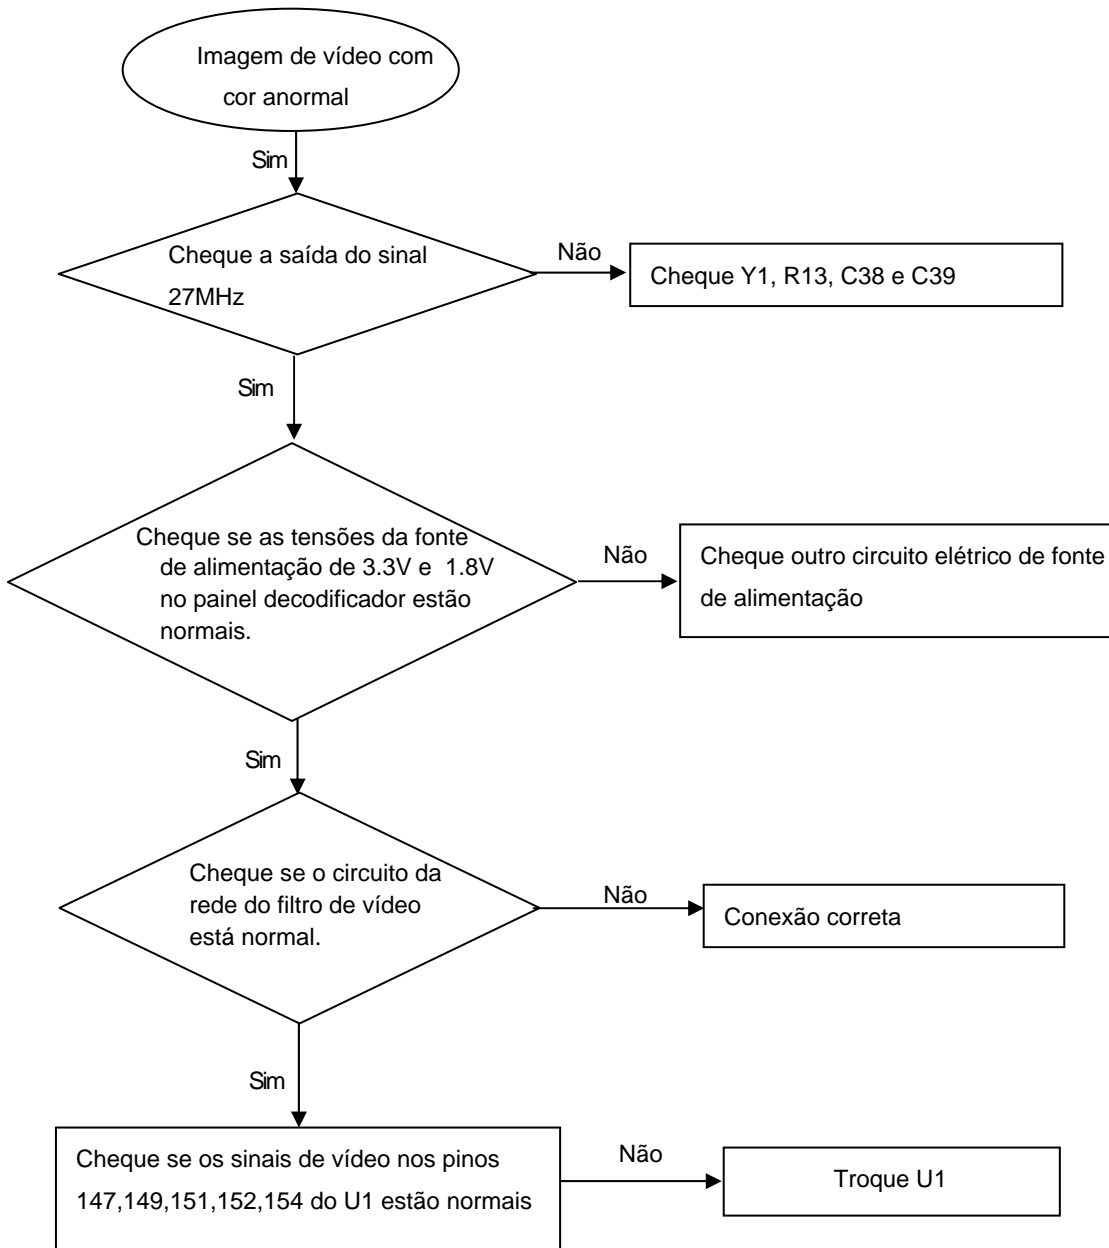 Imagem de vídeo com
cor anormal
Sim
Cheque a saída do sinal
27MHz
Não
Cheque Y1, R13, C38 e C39
Sim
Cheque se as tensões da fonte
de alimentação de 3.3V e 1.8V
no painel decodificador estão
normais.
Não
Cheque outro circuito elétrico de fonte
de alimentação
Sim
Cheque se o circuito da
rede do filtro de vídeo
está normal.
Não
Conexão correta
Sim
Cheque se os sinais de vídeo nos pinos
147,149,151,152,154 do U1 estão normais
Não
Troque U1